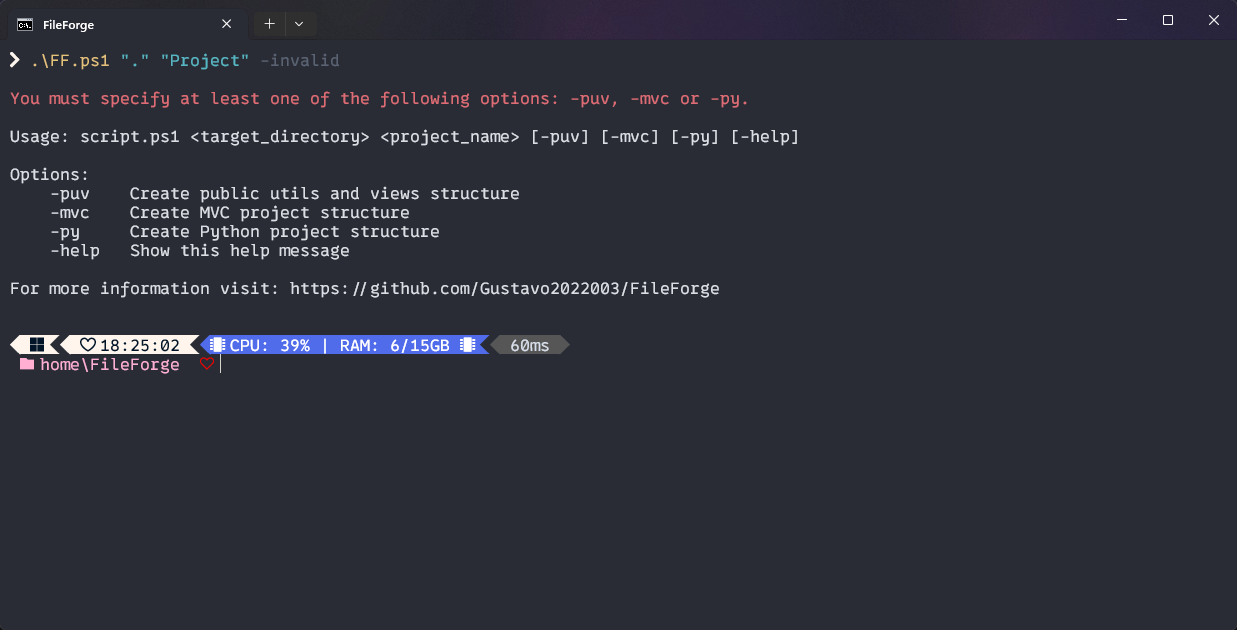 FileForge
.\FF.ps1 "." "Project" -invalid
You must specify at least one of the following options: -puv, -mvc or -py.
Usage: script.ps1 <target_directory> <project_name> [-puv] [-mvc] [-py] [-help]
Options:
-puv    Create public utils and views structure
-mvc    Create MVC project structure
-py     Create Python project structure
-help   Show this help message
For more information visit: https://github.com/Gustavo2022003/FileForge
18:25:02 CPU: 39% | RAM: 6/15GB 60ms
home\FileForge